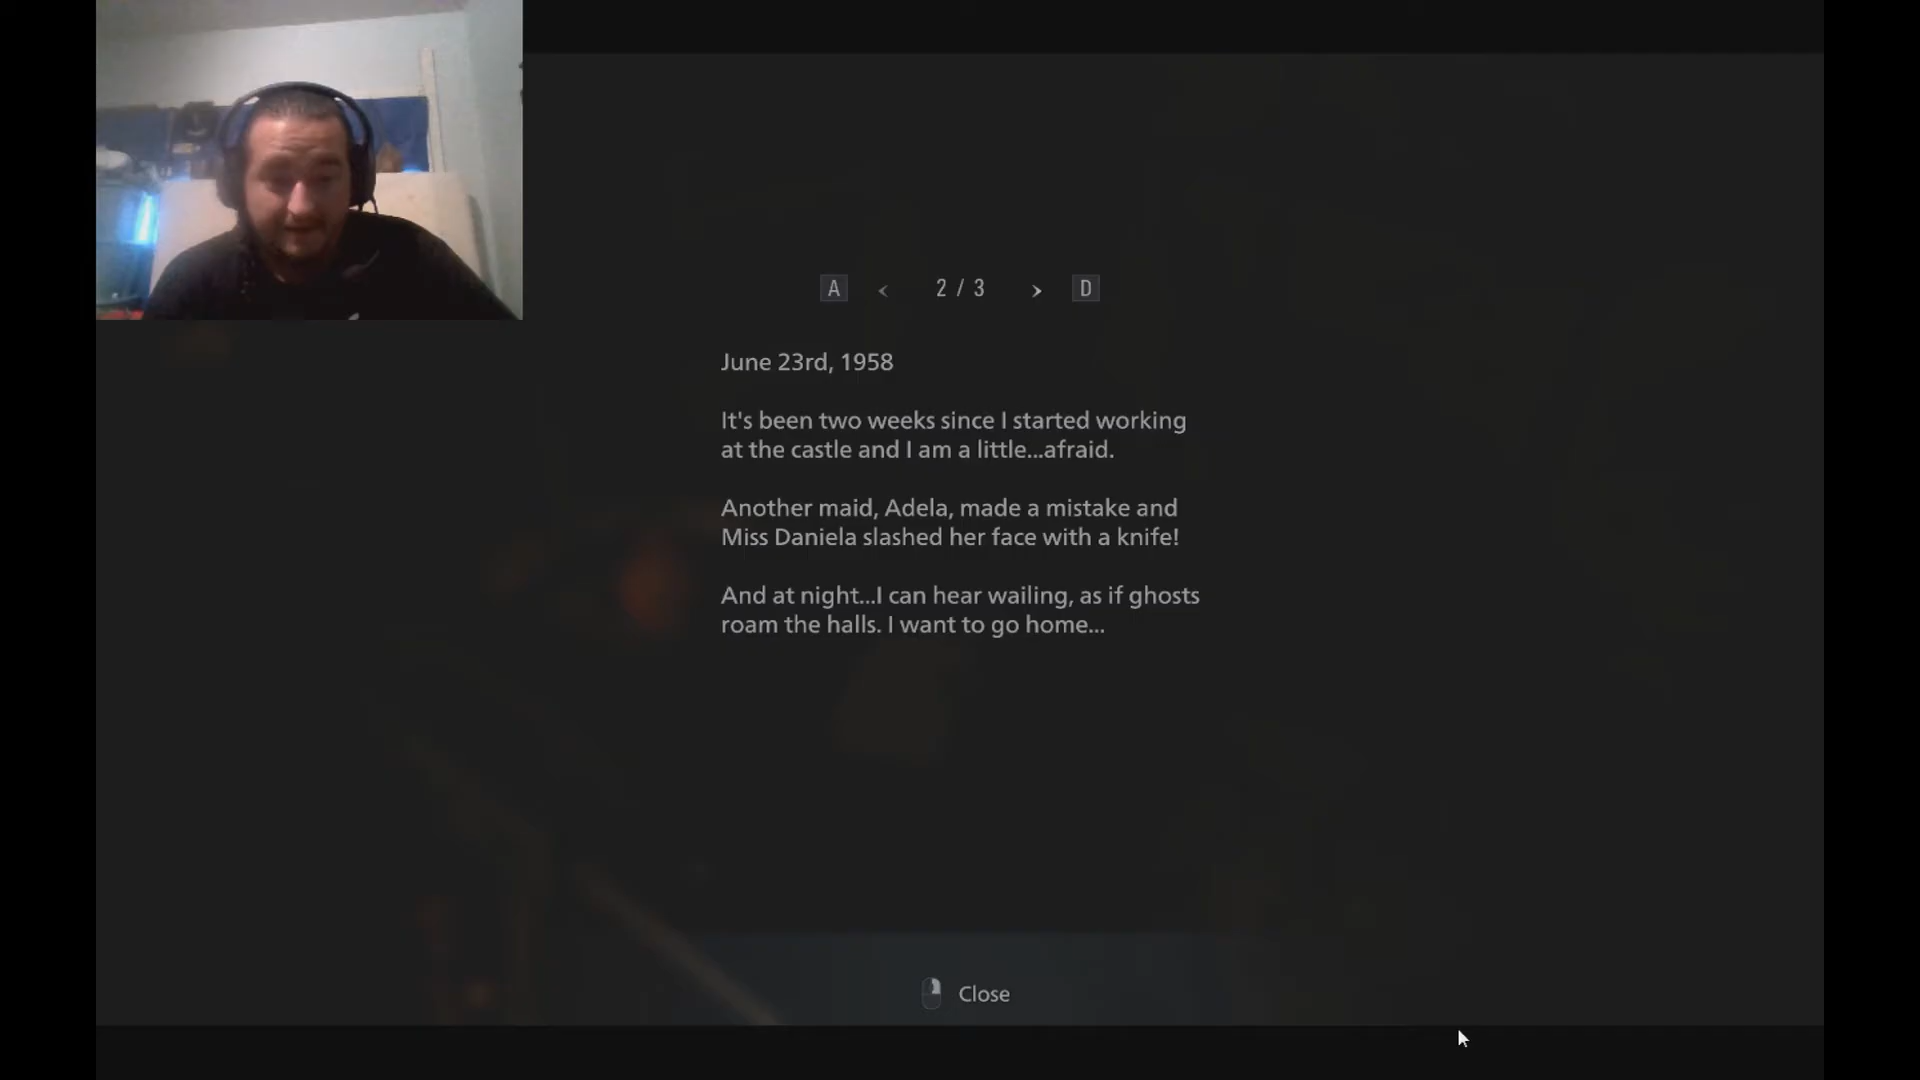 A < 2 / 3 > D
June 23rd, 1958
It's been two weeks since I started working
at the castle and I am a little...afraid.
Another maid, Adela, made a mistake and
Miss Daniela slashed her face with a knife!
And at night...I can hear wailing, as if ghosts
roam the halls. I want to go home...
Close